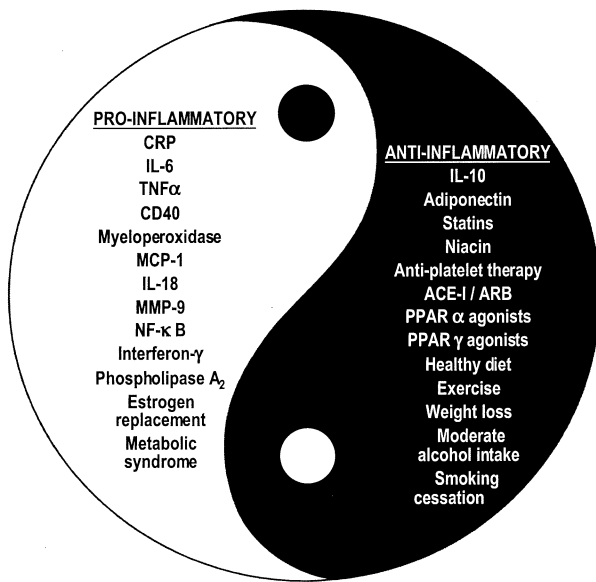 PRO-INFLAMMATORY
CRP
IL-6
TNFα
CD40
Myeloperoxidase
MCP-1
IL-18
MMP-9
NF-κ B
Interferon-γ
Phospholipase A₂
Estrogen
replacement
Metabolic
syndrome
ANTI-INFLAMMATORY
IL-10
Adiponectin
Statins
Niacin
Anti-platelet therapy
ACE-I / ARB
PPAR α agonists
PPAR γ agonists
Healthy diet
Exercise
Weight loss
Moderate
alcohol intake
Smoking
cessation